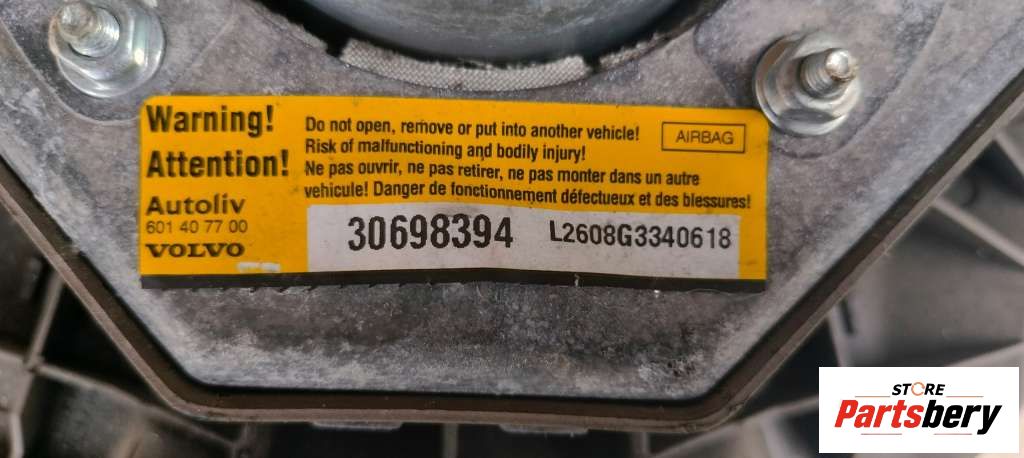 Warning!
Attention!
Autoliv
601 40 77 00
VOLVO
Do not open, remove or put into another vehicle!
AIRBAG
Risk of malfunctioning and bodily injury!
Ne pas ouvrir, ne pas retirer, ne pas monter dans un autre
vehicule! Danger de fonctionnement défectueux et des blessures!
30698394 L2608G3340618
STORE
Partsbery